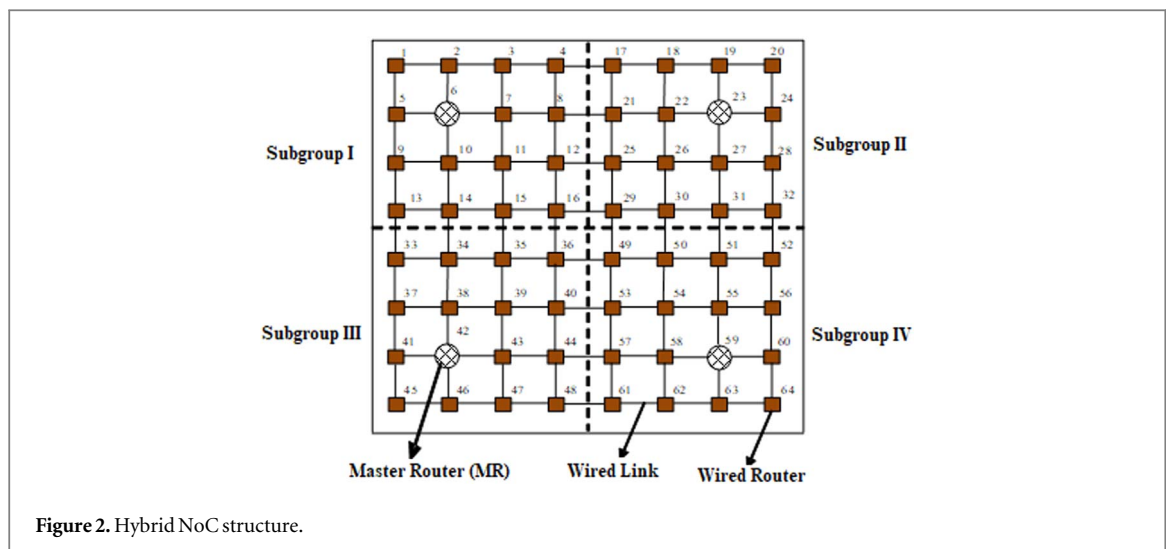 1 2 3 4 17 18 19 20
5 6 7 8 21 22 23 24
Subgroup I
Subgroup II
9 10 11 12 25 26 27 28
13 14 15 16 29 30 31 32
33 34 35 36 49 50 51 52
37 38 39 40 53 54 55 56
Subgroup III
Subgroup IV
41 42 43 44 57 58 59 60
45 46 47 48 61 62 63 64
Master Router (MR)
Wired Link
Wired Router
Figure 2. Hybrid NoC structure.